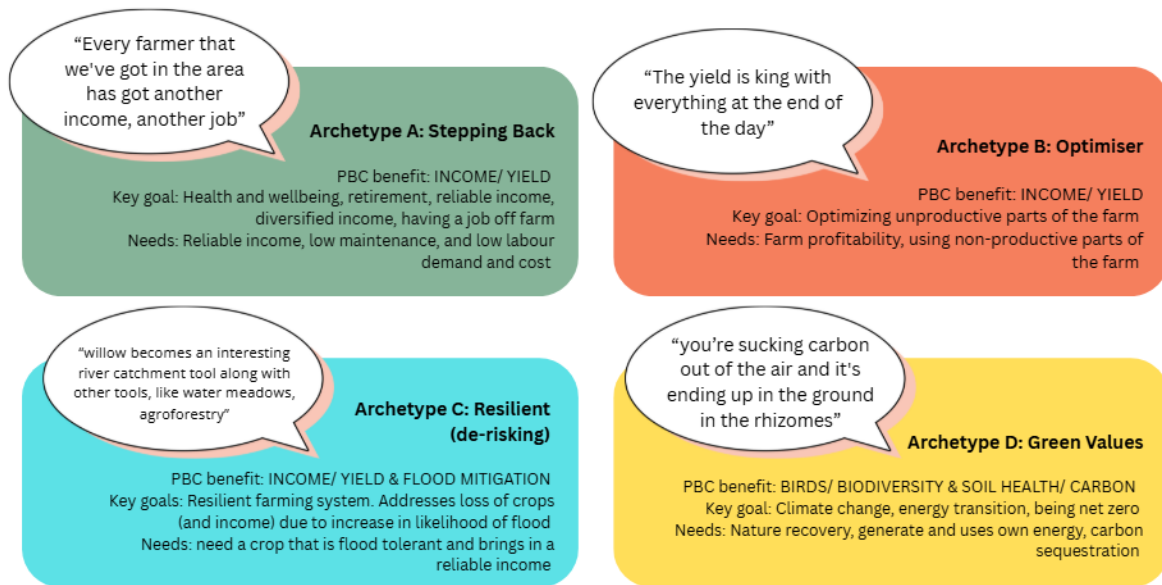 “Every farmer that
we've got in the area
has got another
income, another job”
Archetype A: Stepping Back
PBC benefit: INCOME/ YIELD
Key goal: Health and wellbeing, retirement, reliable income,
diversified income, having a job off farm
Needs: Reliable income, low maintenance, and low labour
demand and cost
“The yield is king with
everything at the end of
the day”
Archetype B: Optimiser
PBC benefit: INCOME/ YIELD
Key goal: Optimizing unproductive parts of the farm
Needs: Farm profitability, using non-productive parts of
the farm
“willow becomes an interesting
river catchment tool along with
other tools, like water meadows,
agroforestry”
Archetype C: Resilient
(de-risking)
PBC benefit: INCOME/ YIELD & FLOOD MITIGATION
Key goals: Resilient farming system. Addresses loss of crops
(and income) due to increase in likelihood of flood
Needs: need a crop that is flood tolerant and brings in a
reliable income
“you’re sucking carbon
out of the air and it's
ending up in the ground
in the rhizomes”
Archetype D: Green Values
PBC benefit: BIRDS/ BIODIVERSITY & SOIL HEALTH/ CARBON
Key goal: Climate change, energy transition, being net zero
Needs: Nature recovery, generate and uses own energy, carbon
sequestration